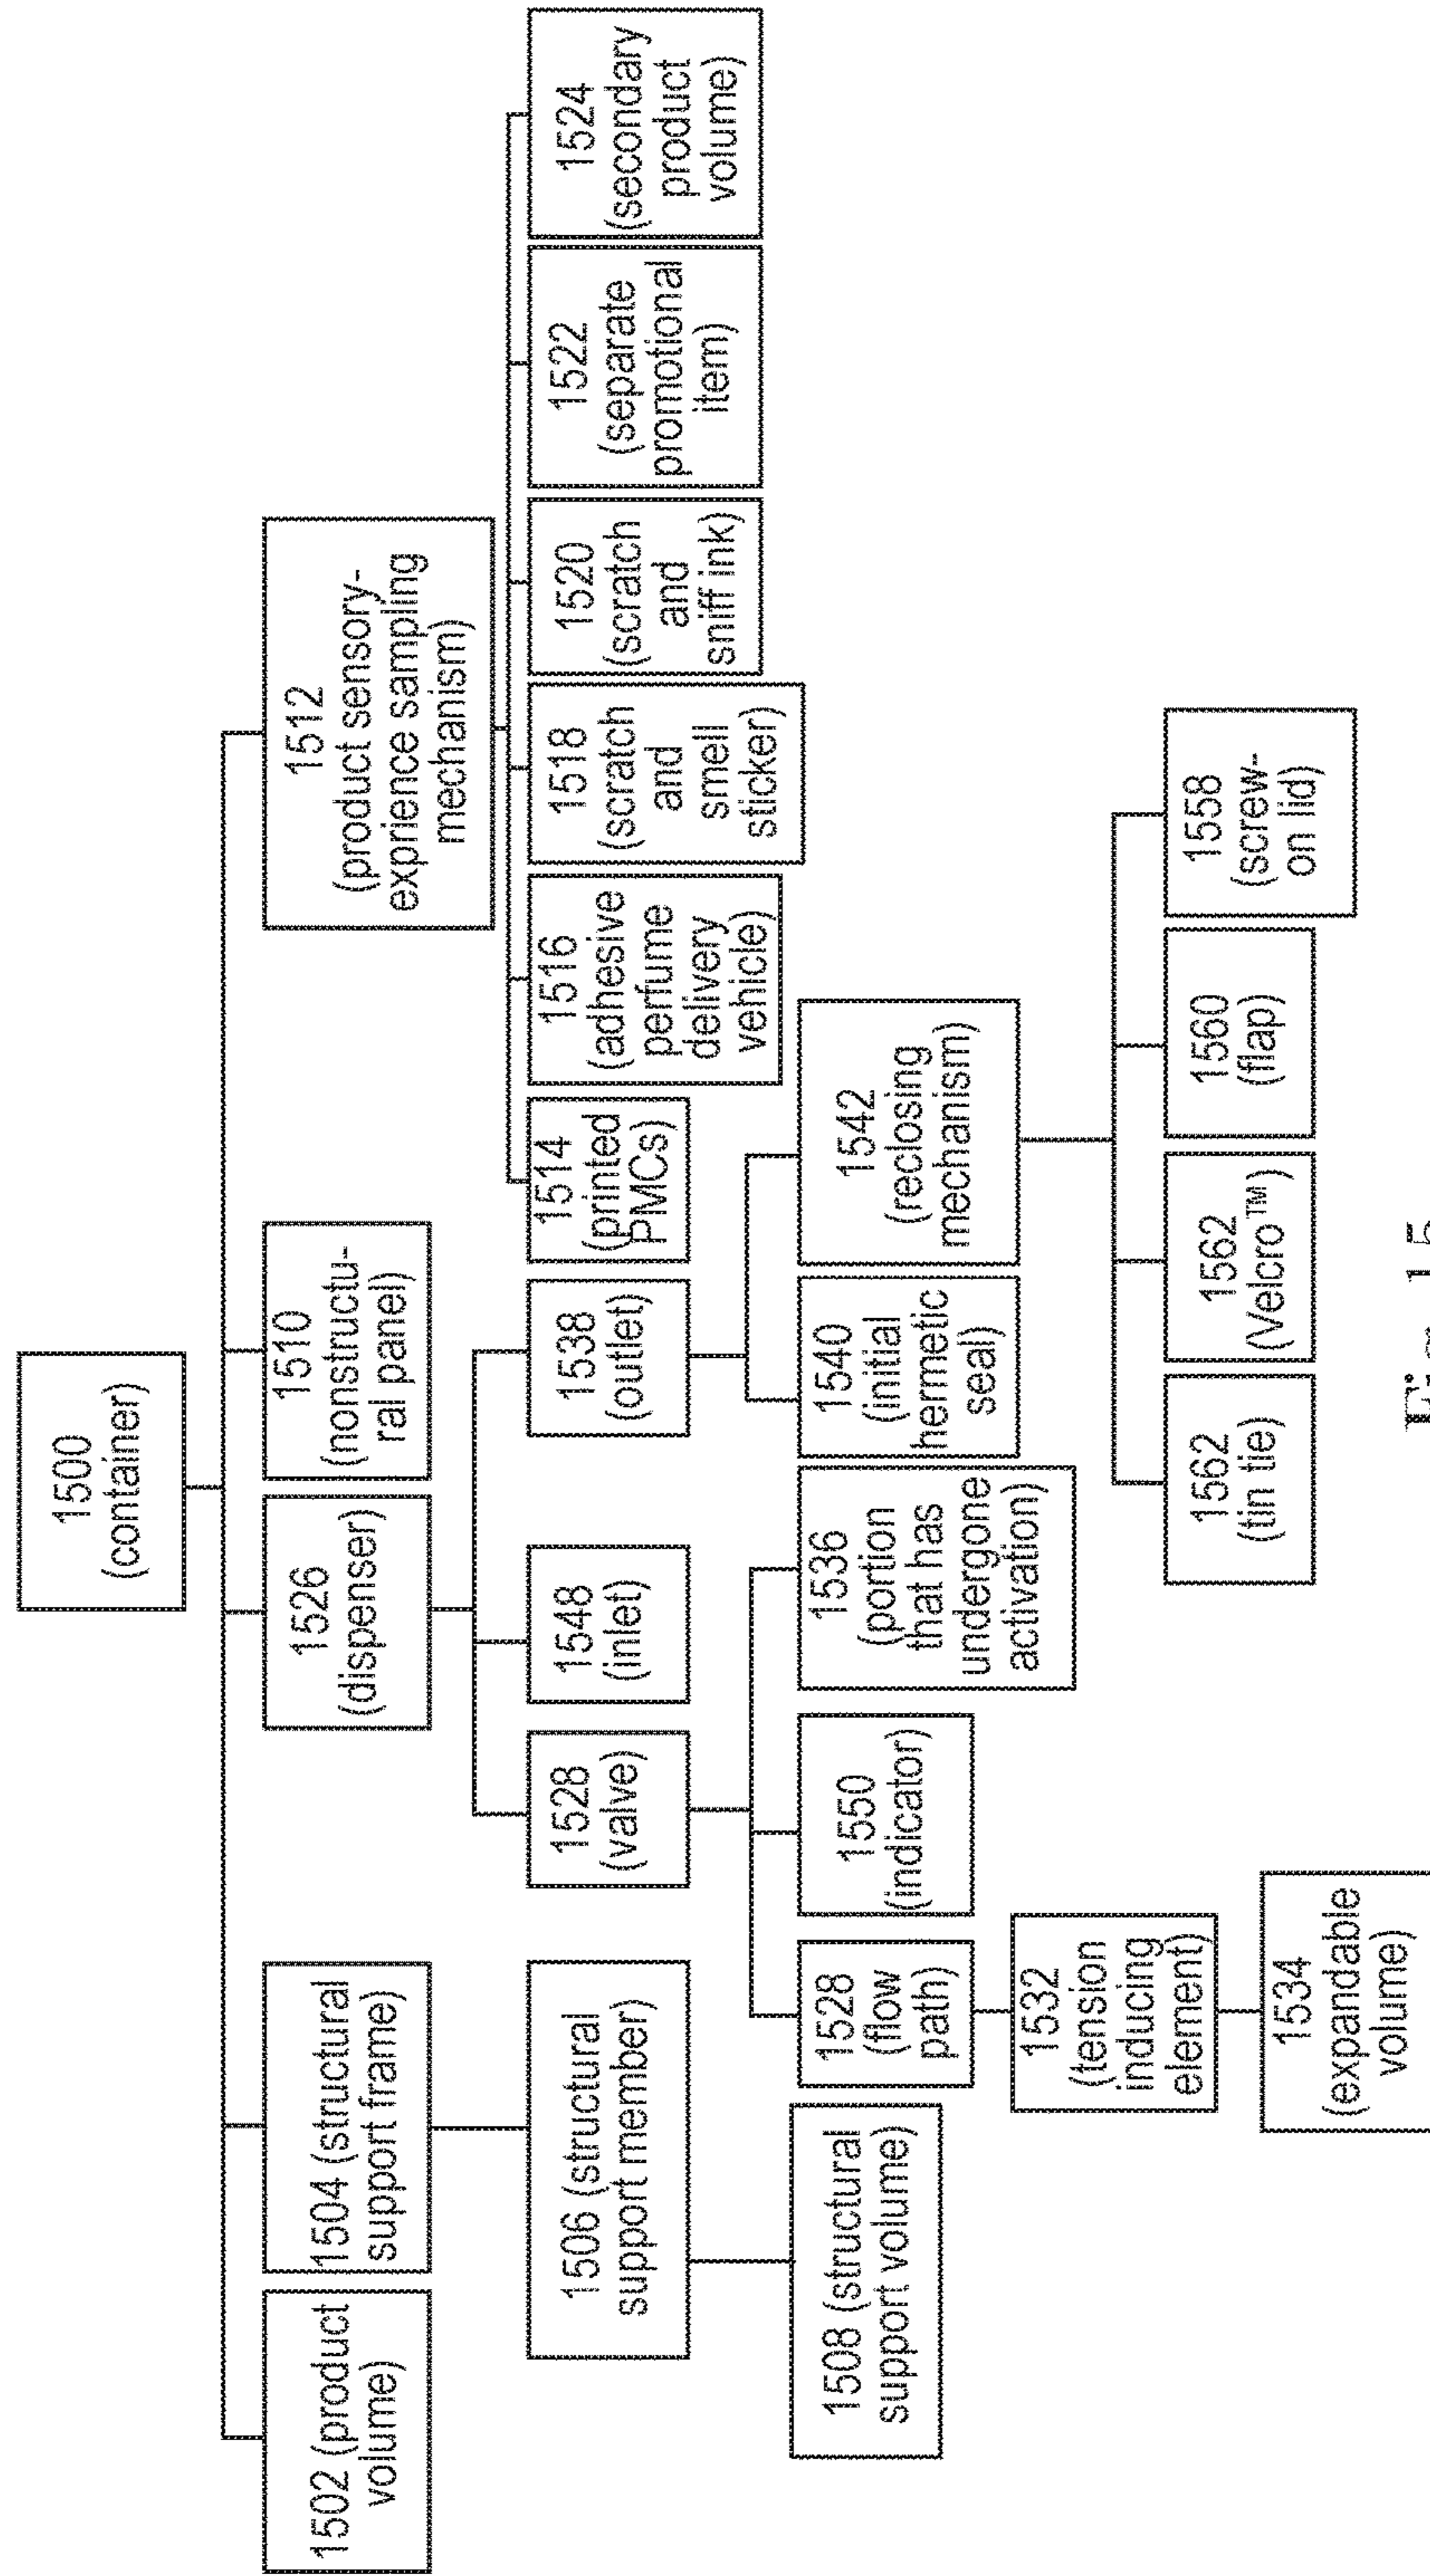 1500
(container)
1502 (product
volume)
1504 (structural
support frame)
1526
(dispenser)
1510
(nonstructu-
ral panel)
1512
(product sensory-
exprience sampling
mechanism)
1506 (structural
support member)
1528
(valve)
1548
(inlet)
1538
(outlet)
1514
(printed
PMCs)
1516
(adhesive
perfume
delivery
vehicle)
1518
(scratch
and
smell
sticker)
1520
(scratch
and
sniff ink)
1522
(separate
promotional
item)
1524
(secondary
product
volume)
1508 (structural
support volume)
1528
(flow
path)
1550
(indicator)
1536
(portion
that has
undergone
activation)
1540
(initial
hermetic
seal)
1542
(reclosing
mechanism)
1532
(tension
inducing
element)
1562
(tin tie)
1562
(Velcro™)
1560
(flap)
1558
(screw-
on lid)
1534
(expandable
volume)
Fig. 15